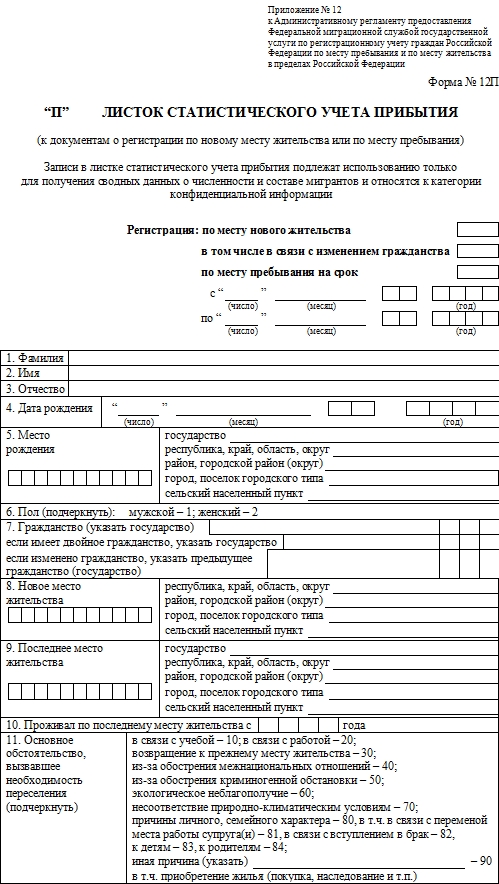 Приложение № 12
к Административному регламенту предоставления
Федеральной миграционной службой государственной
услуги по регистрационному учету граждан Российской
Федерации по месту пребывания и по месту жительства
в пределах Российской Федерации
Форма № 12П
“П” ЛИСТОК СТАТИСТИЧЕСКОГО УЧЕТА ПРИБЫТИЯ
(к документам о регистрации по новому месту жительства или по месту пребывания)
Записи в листке статистического учета прибытия подлежат использованию только
для получения сводных данных о численности и составе мигрантов и относятся к категории
конфиденциальной информации
Регистрация: по месту нового жительства
в том числе в связи с изменением гражданства
по месту пребывания на срок
с “ ”
(число) (месяц) (год)
по “ ”
(число) (месяц) (год)
1. Фамилия
2. Имя
3. Отчество
4. Дата рождения “ ”
(число) (месяц) (год)
5. Место рождения
государство
республика, край, область, округ
район, городской район (округ)
город, поселок городского типа
сельский населенный пункт
6. Пол (подчеркнуть): мужской – 1; женский – 2
7. Гражданство (указать государство)
если имеет двойное гражданство, указать государство
если изменено гражданство, указать предыдущее
гражданство (государство)
8. Новое место
жительства
республика, край, область, округ
район, городской район (округ)
город, поселок городского типа
сельский населенный пункт
9. Последнее место
жительства
государство
республика, край, область, округ
район, городской район (округ)
город, поселок городского типа
сельский населенный пункт
10. Проживал по последнему месту жительства с года
11. Основное
обстоятельство,
вызвавшее
необходимость
переселения
(подчеркнуть)
в связи с учебой – 10; в связи с работой – 20;
возвращение к прежнему месту жительства – 30;
из-за обострения межнациональных отношений – 40;
из-за обострения криминогенной обстановки – 50;
экологическое неблагополучие – 60;
несоответствие природно-климатическим условиям – 70;
причины личного, семейного характера – 80, в т.ч. в связи с переменой
места работы супруга(и) – 81, в связи с вступлением в брак – 82,
к детям – 83, к родителям – 84;
иная причина (указать) – 90
в т.ч. приобретение жилья (покупка, наследование и т.п.)